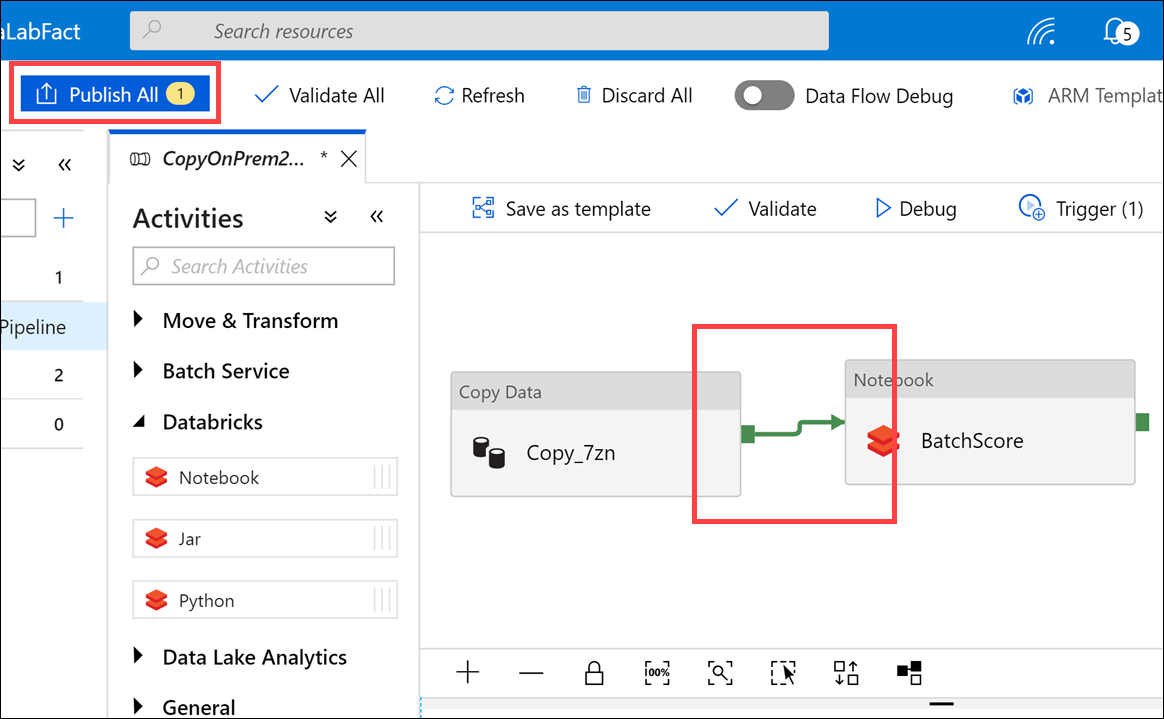 aLabFact
Search resources
5
Publish All 1
Validate All
Refresh
Discard All
Data Flow Debug
ARM Templat
CopyOnPrem2... *
Activities
Search Activities
1
Pipeline
2
0
Move & Transform
Batch Service
Databricks
Notebook
Jar
Python
Data Lake Analytics
General
Save as template
Validate
Debug
Trigger (1)
Copy Data
Copy_7zn
Notebook
BatchScore
100%